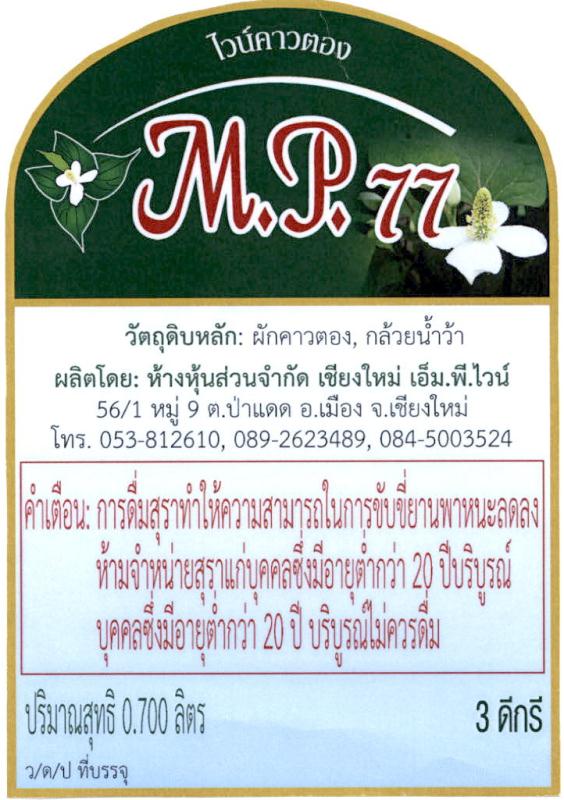 ไวน์คาวตอง
M.P. 77
วัตถุดิบหลัก: ผักคาวตอง, กล้วยน้ำว้า
ผลิตโดย: ห้างหุ้นส่วนจำกัด เชียงใหม่ เอ็ม.พี.ไวน์
56/1 หมู่ 9 ต.ป่าแดด อ.เมือง จ.เชียงใหม่
โทร. 053-812610, 089-2623489, 084-5003524
คำเตือน: การดื่มสุราทำให้ความสามารถในการขับขี่ยานพาหนะลดลง
ห้ามจำหน่ายสุราแก่บุคคลซึ่งมีอายุต่ำกว่า 20 ปีบริบูรณ์
บุคคลซึ่งมีอายุต่ำกว่า 20 ปี บริบูรณ์ไม่ควรดื่ม
ปริมาณสุทธิ 0.700 ลิตร 3 ดีกรี
ว/ด/ป ที่บรรจุ